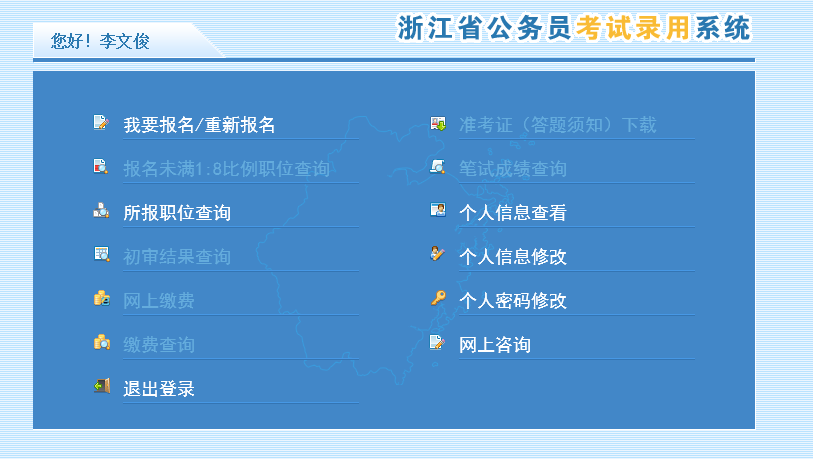 您好！李文俊
浙江省公务员考试录用系统
我要报名/重新报名
准考证（答题须知）下载
报名未满1:8比例职位查询
笔试成绩查询
所报职位查询
个人信息查看
初审结果查询
个人信息修改
网上缴费
个人密码修改
缴费查询
网上咨询
退出登录